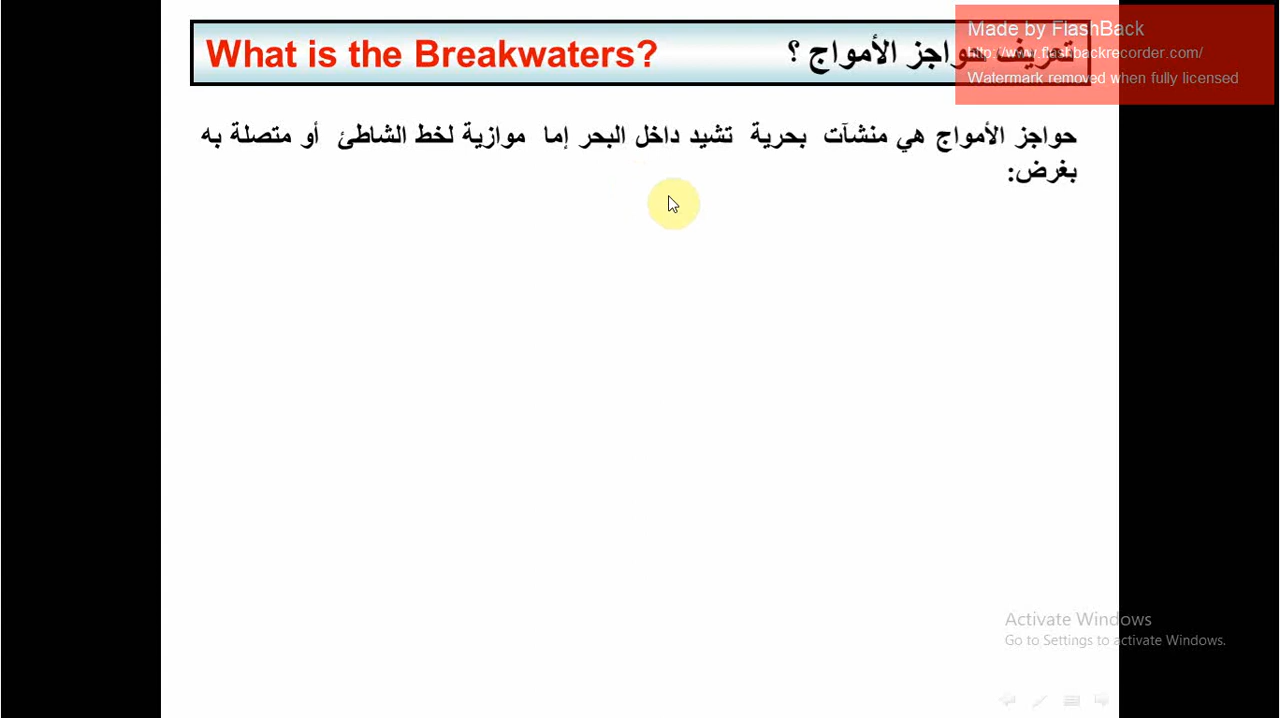 What is the Breakwaters? تعريف حواجز الأمواج ؟
Made by FlashBack
http://www.flashbackrecorder.com/
Watermark removed when fully licensed
حواجز الأمواج هي منشآت بحرية تشيد داخل البحر إما موازية لخط الشاطئ أو متصلة به
بغرض:
Activate Windows
Go to Settings to activate Windows.